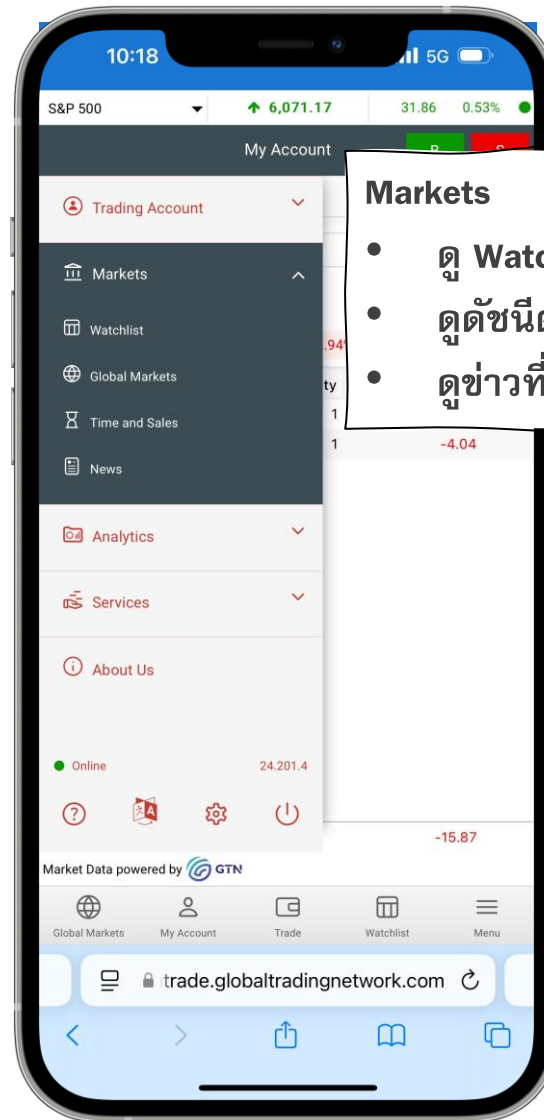 10:18
5G
S&P 500
6,071.17
31.86
0.53%
My Account
Trading Account
Markets
Watchlist
Global Markets
Time and Sales
News
Analytics
Services
About Us
Online
24.201.4
Markets
• ดู
• ดูดัชนี
• ดูข่าวที่
1
1
-4.04
-15.87
Market Data powered by GTN
Global Markets
My Account
Trade
Watchlist
Menu
trade.globaltradingnetwork.com